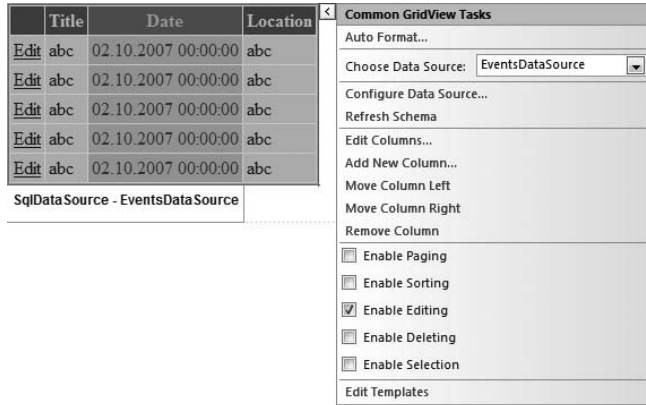 Title Date Location
Edit abc 02.10.2007 00:00:00 abc
Edit abc 02.10.2007 00:00:00 abc
Edit abc 02.10.2007 00:00:00 abc
Edit abc 02.10.2007 00:00:00 abc
Edit abc 02.10.2007 00:00:00 abc
SqlDataSource - EventsDataSource
Common GridView Tasks
Auto Format...
Choose Data Source: EventsDataSource
Configure Data Source...
Refresh Schema
Edit Columns...
Add New Column...
Move Column Left
Move Column Right
Remove Column
Enable Paging
Enable Sorting
Enable Editing
Enable Deleting
Enable Selection
Edit Templates